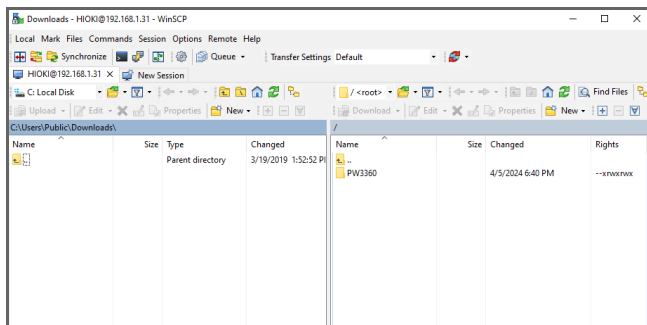 Downloads - HIOKI@192.168.1.31 - WinSCP
Local Mark Files Commands Session Options Remote Help
Synchronize Queue Transfer Settings Default
HIOKI@192.168.1.31 New Session
C: Local Disk / <root> Find Files
Upload Edit Properties New Download Edit Properties New
C:\Users\Public\Downloads\ /
Name Size Type Changed Name Size Changed Rights
.. Parent directory 3/19/2019 1:52:52 ..
PW3360 4/5/2024 6:40 PM --xrwxrwx